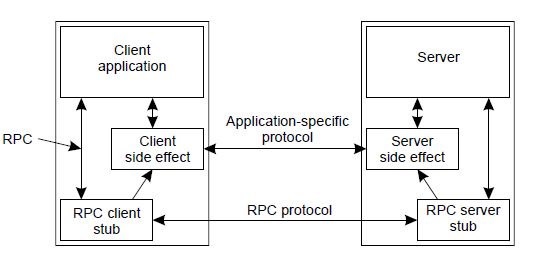 Client
application
Server
Application-specific
protocol
RPC
Client
side effect
Server
side effect
RPC client
stub
RPC protocol
RPC server
stub